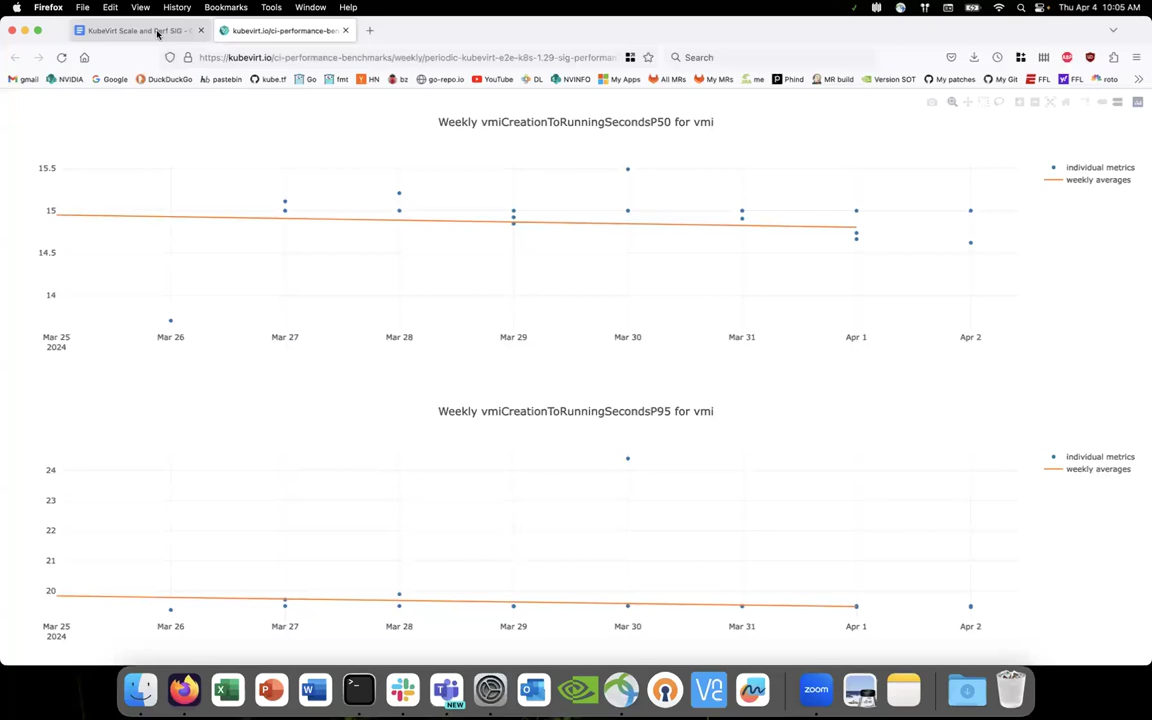 Firefox File Edit View History Bookmarks Tools Window Help Thu Apr 4 10:05 AM
KubeVirt Scale and Perf SIG - kubevirt.io/ci-performance-ben
https://kubevirt.io/ci-performance-benchmarks/weekly/periodic-kubevirt-e2e-k8s-1.29-sig-performan Search
gmail NVIDIA Google DuckDuckGo pastebin kube.tf Go fmt HN bz go-repo.io YouTube DL NVINFO My Apps All MRs My MRs me Phind MR build Version SOT My patches My Git FFL FFL roto
Weekly vmiCreationToRunningSecondsP50 for vmi
15.5
individual metrics
weekly averages
15
14.5
14
Mar 25 Mar 26 Mar 27 Mar 28 Mar 29 Mar 30 Mar 31 Apr 1 Apr 2
2024
Weekly vmiCreationToRunningSecondsP95 for vmi
individual metrics
24
weekly averages
23
22
21
20
Mar 25 Mar 26 Mar 27 Mar 28 Mar 29 Mar 30 Mar 31 Apr 1 Apr 2
2024
NEW
zoom